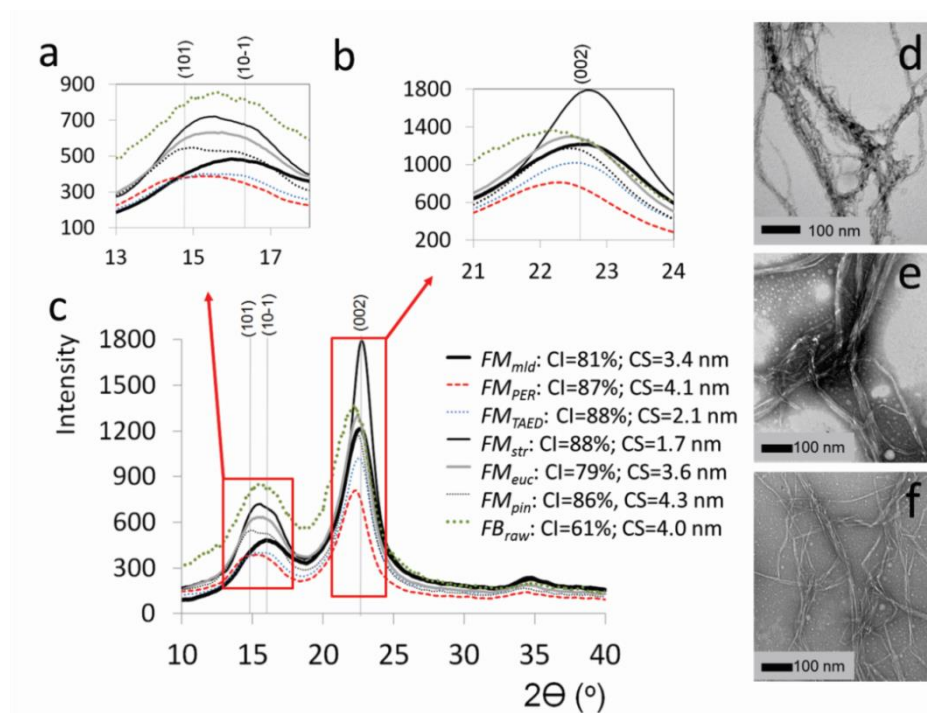 a
(101)
(10-1)
900
700
500
300
100
13
15
17
b
(002)
1800
1400
1000
600
200
21
22
23
24
c
(101)
(10-1)
(002)
Intensity
1800
1500
1200
900
600
300
0
10
15
20
25
30
35
40
2Θ (°)
FMmld: CI=81%; CS=3.4 nm
FMPER: CI=87%; CS=4.1 nm
FMTAED: CI=88%; CS=2.1 nm
FMstr: CI=88%; CS=1.7 nm
FMeuc: CI=79%; CS=3.6 nm
FMpin: CI=86%; CS=4.3 nm
FBraw: CI=61%; CS=4.0 nm
d
100 nm
e
100 nm
f
100 nm